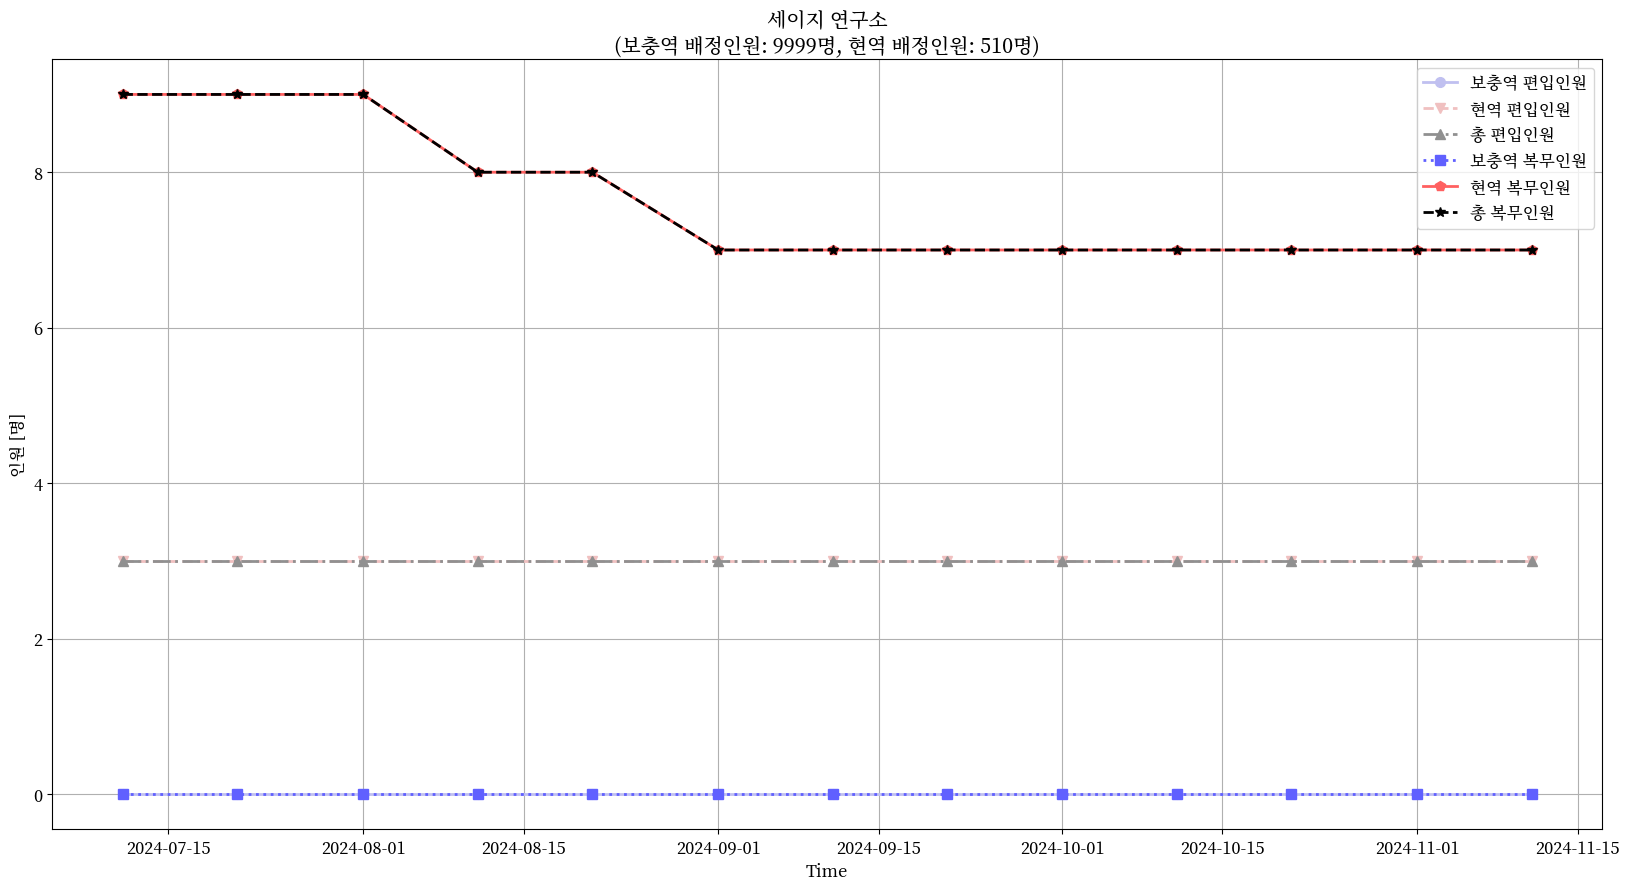 세이지 연구소
(보충역 배정인원: 9999명, 현역 배정인원: 510명)
보충역 편입인원
현역 편입인원
총 편입인원
보충역 복무인원
현역 복무인원
총 복무인원
인원 [명]
8
6
4
2
0
2024-07-15 2024-08-01 2024-08-15 2024-09-01 2024-09-15 2024-10-01 2024-10-15 2024-11-01 2024-11-15
Time